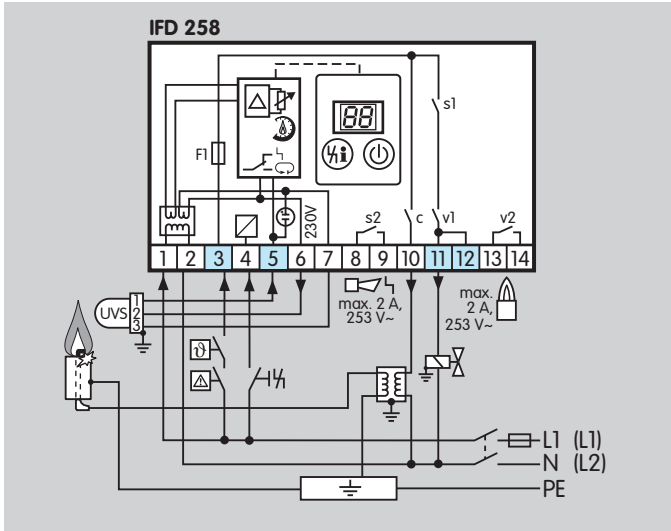 IFD 258
88
s1
F1
i
230V
s2
c
v1
v2
1 2 3 4 5 6 7 8 9 10 11 12 13 14
max. 2 A,
253 V~
max.
2 A,
253 V~
UVS
1
2
3
ϑ
L1 (L1)
N (L2)
PE